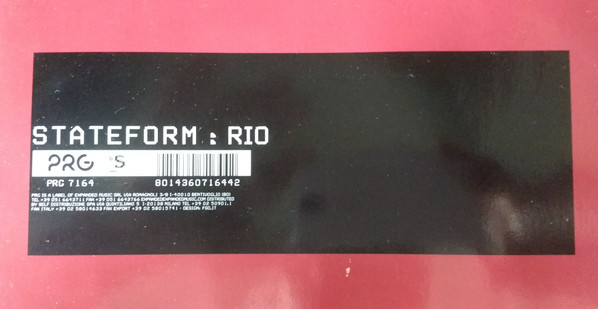 STATEFORM : RIO
PRG S
PRG 7164 8014360716442
PRG IS A LABEL OF EXPANDED MUSIC SRL VIA ROMAGNOLI 3/9 I-40010 BENTIVOGLIO (BO)
TEL +39 051 6643711 FAX +39 051 6643766 EXPANDED@EXPANDEDMUSIC.COM DISTRIBUTED
BY SELF DISTRIBUZIONE SPA VIA QUINTILIANO 5 I-20138 MILANO TEL +39 02 50901.1
FAX ITALY +39 02 58014633 FAX EXPORT +39 02 58015741 - DESIGN: